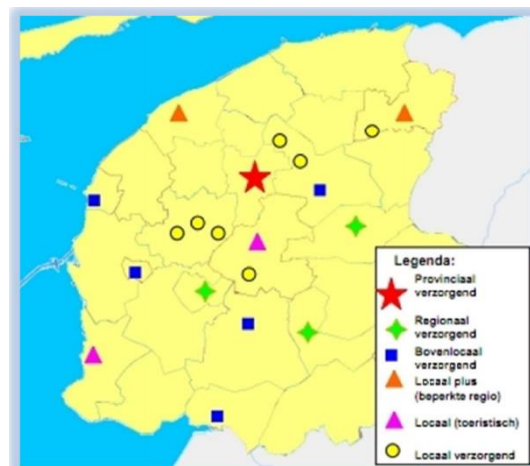 Legenda:
Provinciaal
verzorgend
Regionaal
verzorgend
Bovenlocaal
verzorgend
Locaal plus
(beperkte regio)
Locaal (toeristisch)
Locaal verzorgend